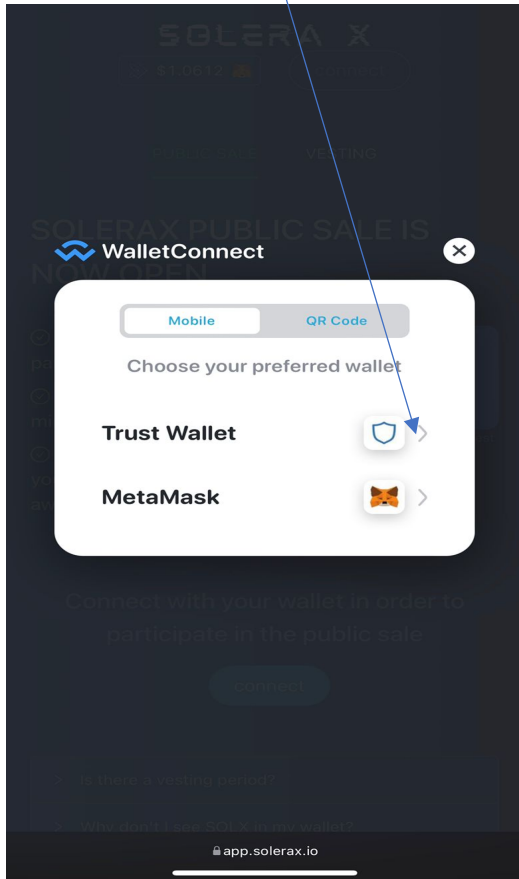 SOLERA X
$1.0612
PUBLIC SALE VESTING
SOLERAX PUBLIC SALE IS
NOW OPEN
WalletConnect
Mobile QR Code
Choose your preferred wallet
Trust Wallet
MetaMask
Connect with your wallet in order to
participate in the public sale
connect
Is there a vesting period?
Why don't I see SOLX in my wallet?
app.solerax.io